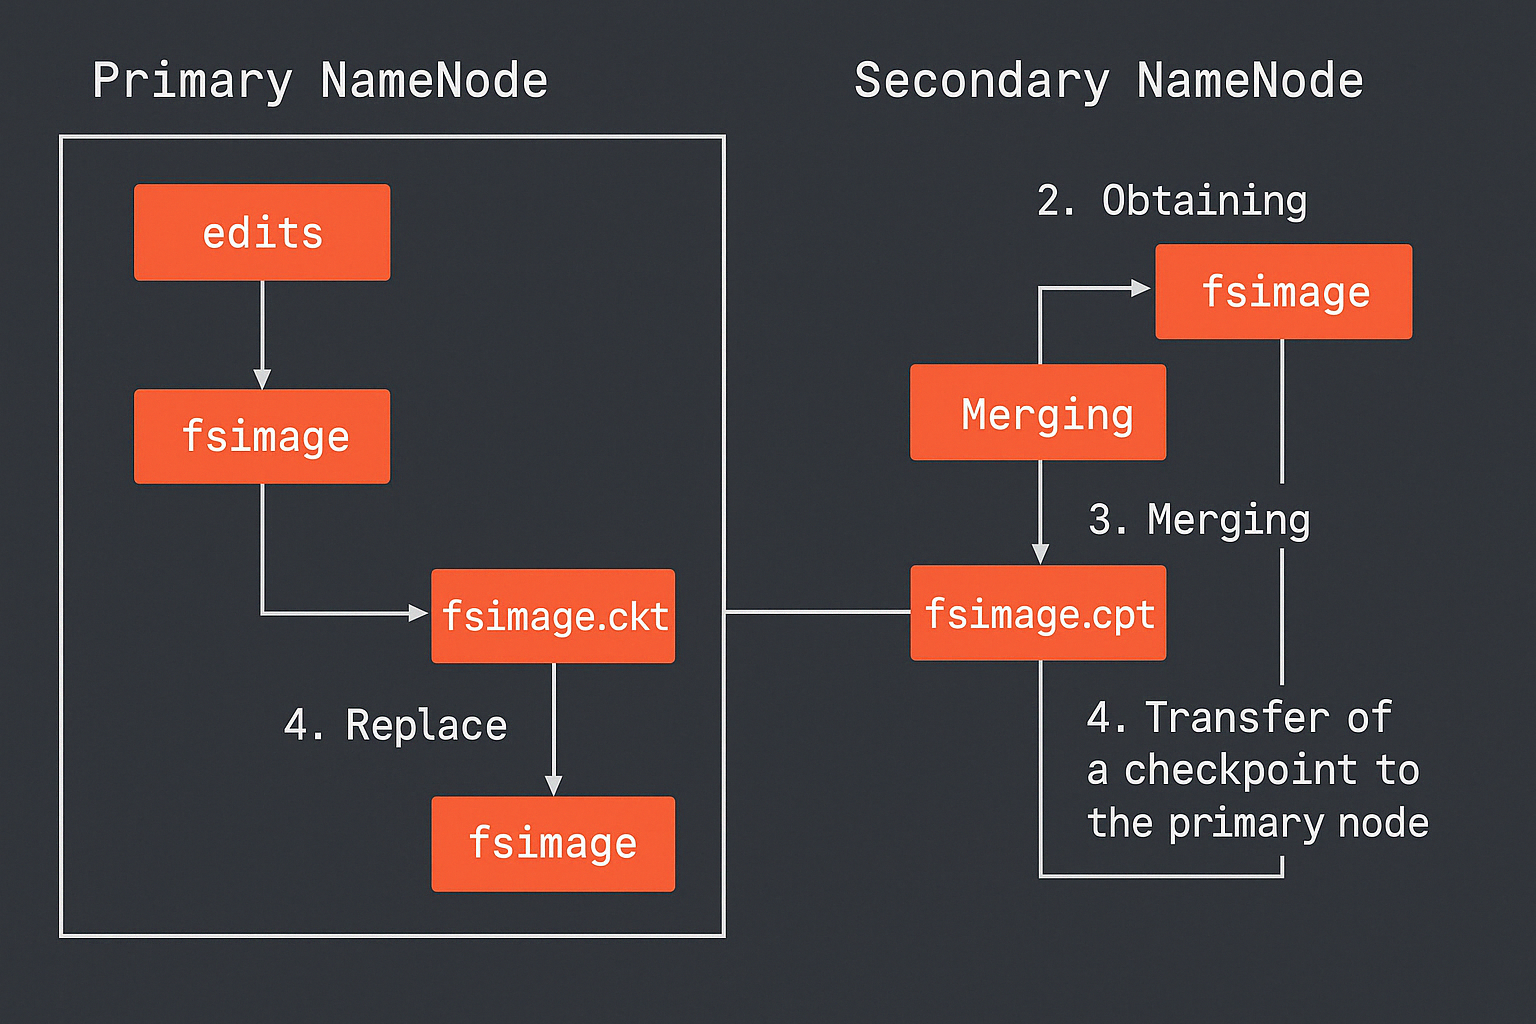 Primary NameNode
edits
fsimage
fsimage.ckt
4. Replace
fsimage
Secondary NameNode
2. Obtaining
fsimage
Merging
3. Merging
fsimage.cpt
4. Transfer of
a checkpoint to
the primary node